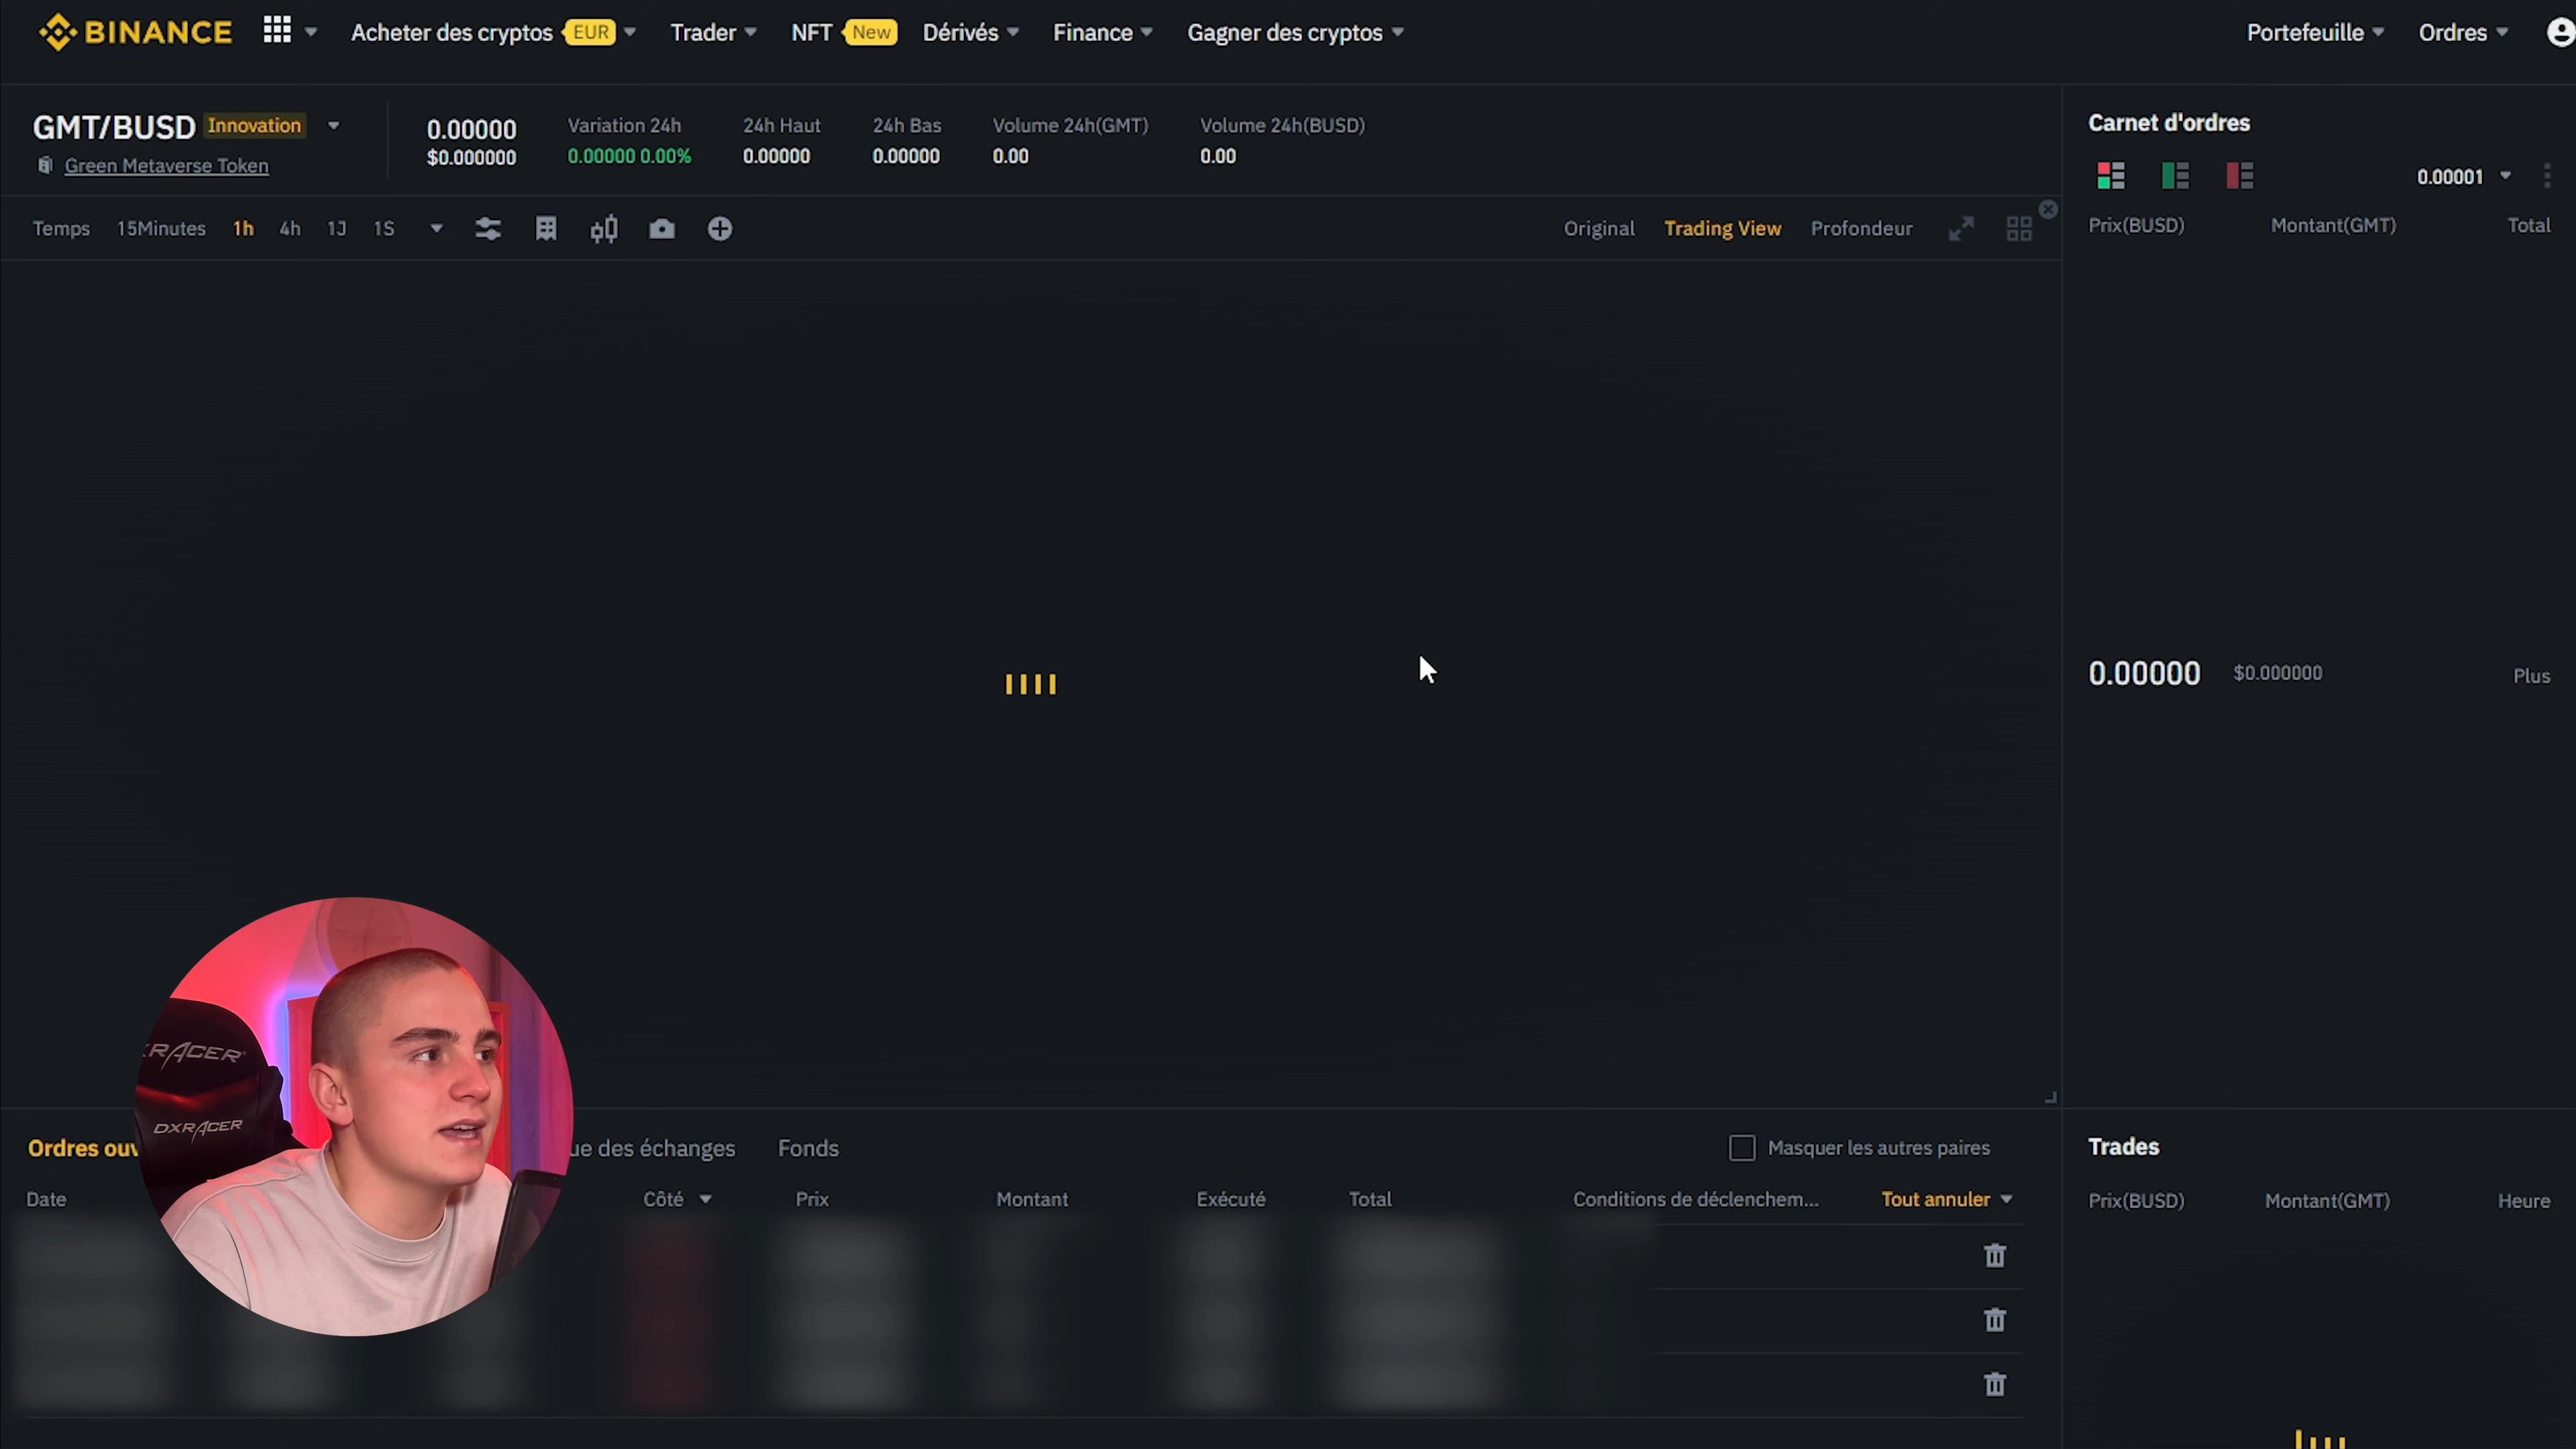 BINANCE
Acheter des cryptos EUR
Trader
NFT New
Dérivés
Finance
Gagner des cryptos
Portefeuille
Ordres
GMT/BUSD Innovation
Green Metaverse Token
0.00000
$0.000000
Variation 24h
0.00000 0.00%
24h Haut
0.00000
24h Bas
0.00000
Volume 24h(GMT)
0.00
Volume 24h(BUSD)
0.00
Temps 15Minutes 1h 4h 1J 1S
Original Trading View Profondeur
Carnet d'ordres
0.00001
Prix(BUSD) Montant(GMT) Total
0.00000 $0.000000 Plus
RACER
DXRACER
Ordres ouv
ue des échanges
Fonds
Masquer les autres paires
Date
Côté
Prix
Montant
Exécuté
Total
Conditions de déclenchem...
Tout annuler
Trades
Prix(BUSD) Montant(GMT) Heure